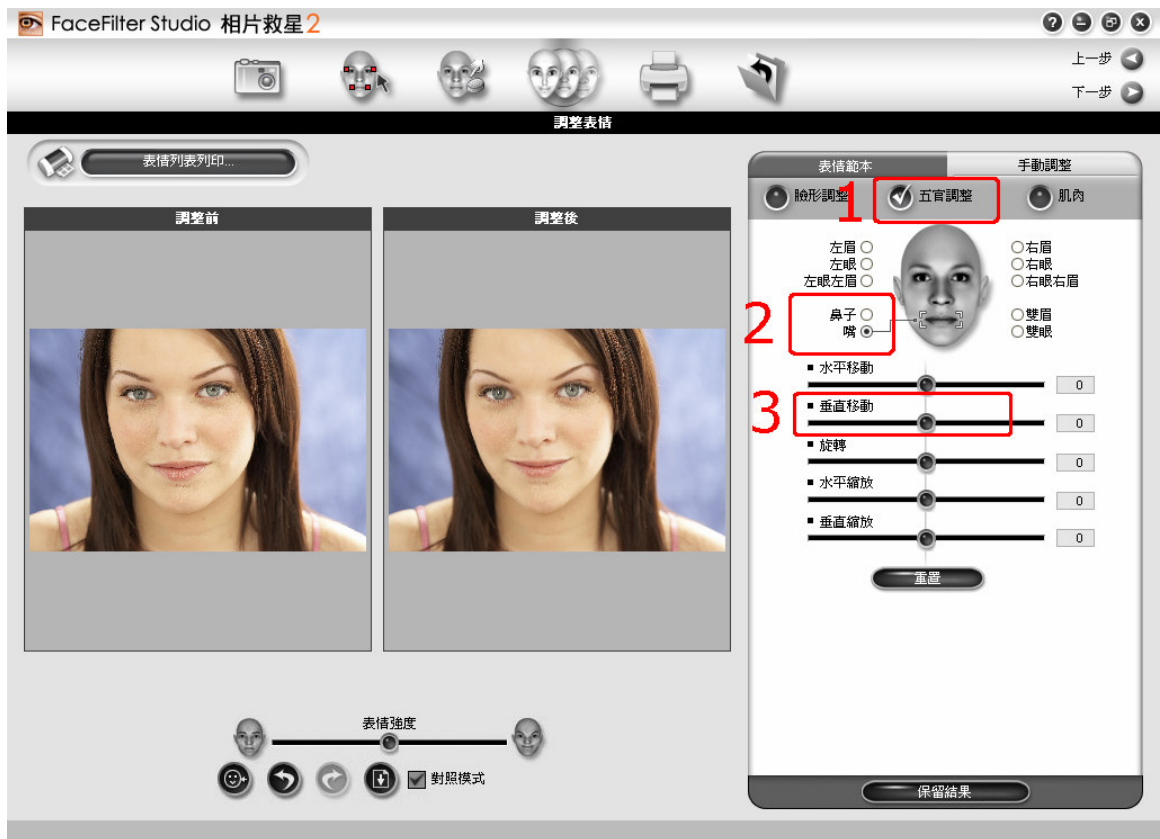 FaceFilter Studio 相片救星2
上一步
下一步
調整表情
表情列表列印...
調整前
調整後
表情強度
對照模式
表情範本
手動調整
1
臉形調整
五官調整
肌肉
左眉
右眉
左眼
右眼
左眼左眉
右眼右眉
2
鼻子
雙眉
嘴
雙眼
水平移動
0
3
垂直移動
0
旋轉
0
水平縮放
0
垂直縮放
0
重置
保留結果